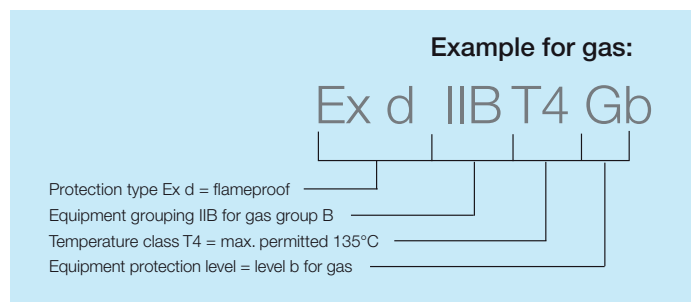 Example for gas:
Ex d IIB T4 Gb
Protection type Ex d = flameproof
Equipment grouping IIB for gas group B
Temperature class T4 = max. permitted 135°C
Equipment protection level = level b for gas